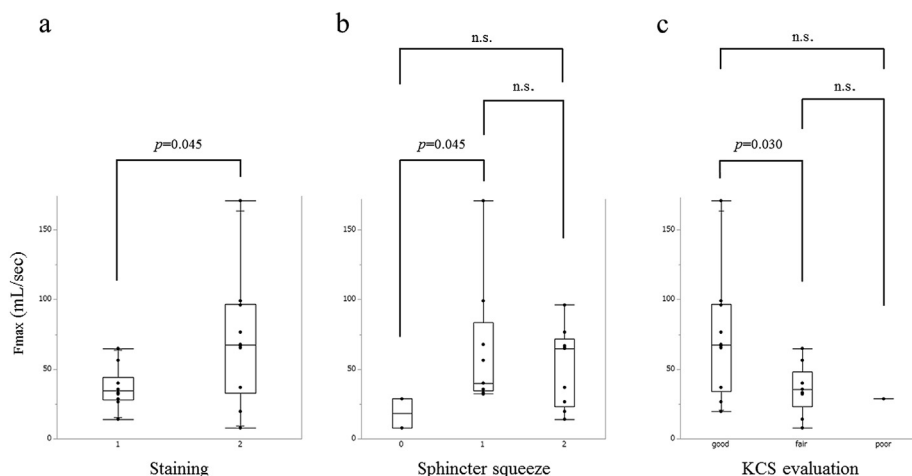 a
b
c
n.s.
n.s.
n.s.
n.s.
p=0.045
p=0.045
p=0.030
Fmax (mL/sec)
150
100
50
0
1
2
Staining
150
100
50
0
0
1
2
Sphincter squeeze
150
100
50
0
good
fair
poor
KCS evaluation